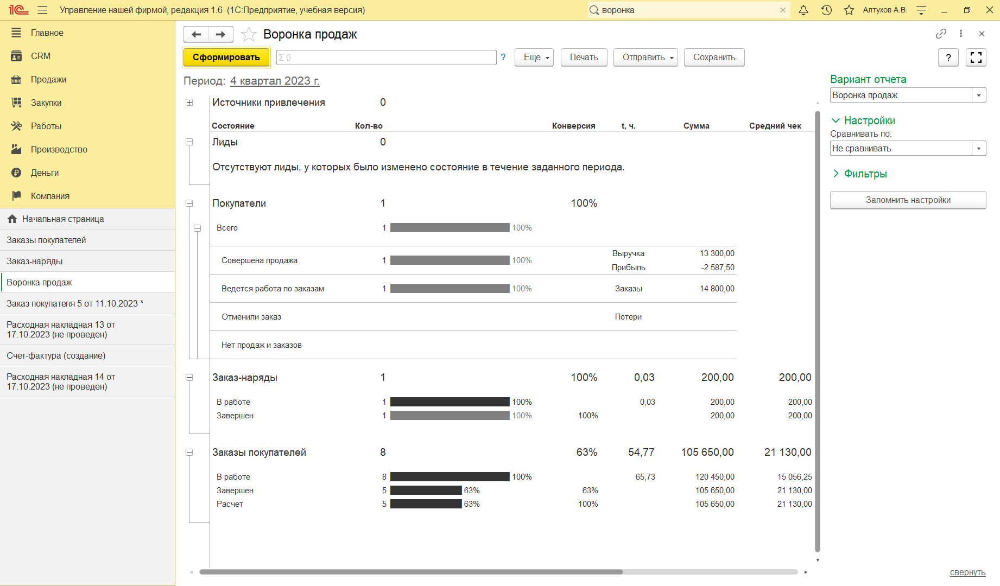 1С Управление нашей фирмой, редакция 1.6 (1С:Предприятие, учебная версия) воронка Алтухов А.В.
Главное
CRM
Продажи
Закупки
Работы
Производство
Деньги
Компания
Начальная страница
Заказы покупателей
Заказ-наряды
Воронка продаж
Заказ покупателя 5 от 11.10.2023 *
Расходная накладная 13 от
17.10.2023 (не проведен)
Счет-фактура (создание)
Расходная накладная 14 от
17.10.2023 (не проведен)
Воронка продаж
Сформировать Σ 0 ? Еще Печать Отправить Сохранить ?
Период: 4 квартал 2023 г.
Источники привлечения 0
Состояние Кол-во Конверсия t, ч. Сумма Средний чек
Лиды 0
Отсутствуют лиды, у которых было изменено состояние в течение заданного периода.
Покупатели 1 100%
Всего 1 100%
Совершена продажа 1 100%
Выручка 13 300,00
Прибыль -2 587,50
Ведется работа по заказам 1 100% Заказы 14 800,00
Отменили заказ Потери
Нет продаж и заказов
Заказ-наряды 1 100% 0,03 200,00 200,00
В работе 1 100% 0,03 200,00 200,00
Завершен 1 100% 100% 200,00 200,00
Заказы покупателей 8 63% 54,77 105 650,00 21 130,00
В работе 8 100% 65,73 120 450,00 15 056,25
Завершен 5 63% 63% 105 650,00 21 130,00
Расчет 5 63% 100% 105 650,00 21 130,00
Вариант отчета
Воронка продаж
Настройки
Сравнивать по:
Не сравнивать
Фильтры
Запомнить настройки
свернуть